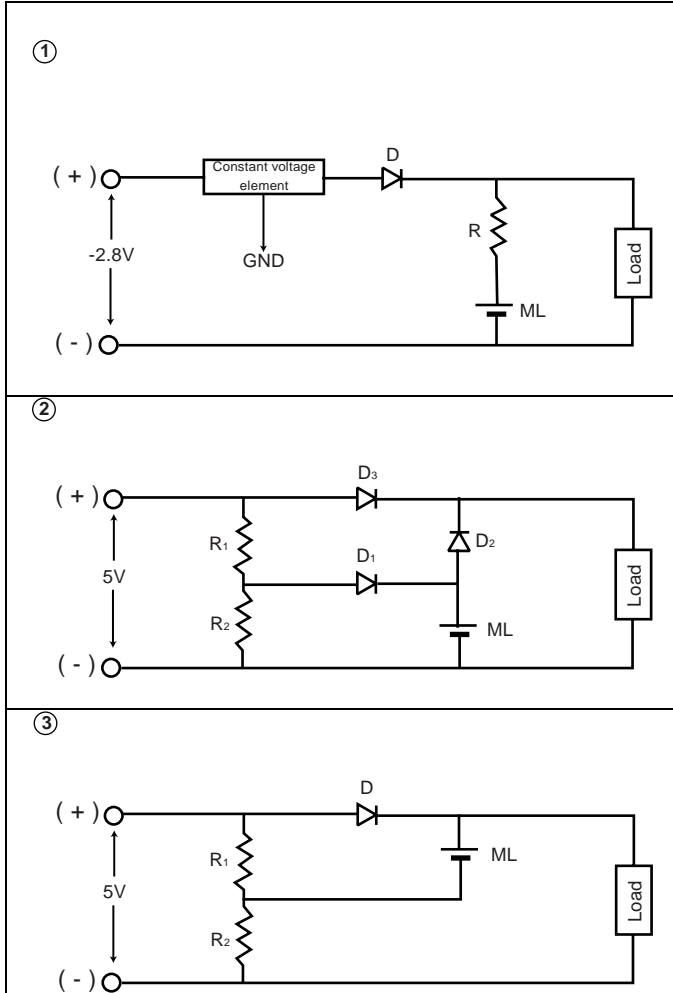 ①
D
( + )
Constant voltage
element
R
-2.8V
GND
Load
ML
( - )
②
D₃
( + )
R₁
D₂
5V
D₁
Load
R₂
ML
( - )
③
D
( + )
R₁
ML
5V
Load
R₂
( - )